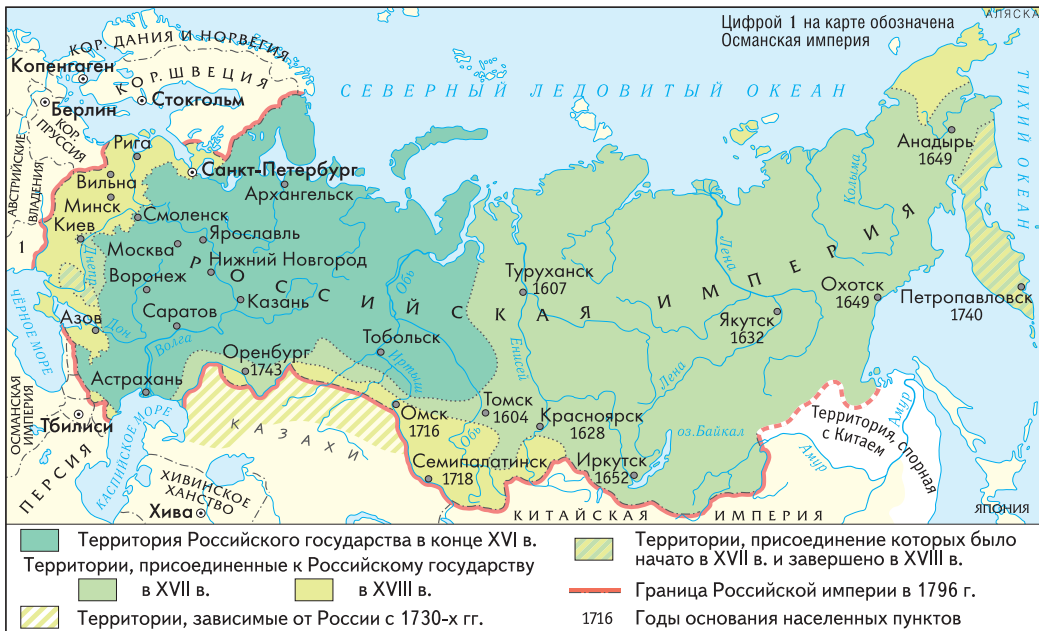 Цифрой 1 на карте обозначена
Османская империя
АЛЯСКА
КОР. ДАНИЯ И НОРВЕГИЯ
Копенгаген
КОР. ШВЕЦИЯ
Стокгольм
Берлин
КОР.
ПРУССИЯ
АВСТРИЙСКИЕ
ВЛАДЕНИЯ
1
СЕВЕРНЫЙ ЛЕДОВИТЫЙ ОКЕАН
ТИХИЙ ОКЕАН
Рига
Санкт-Петербург
Вильна
Минск
Киев
Смоленск
Архангельск
Ярославль
Москва
Нижний Новгород
Воронеж
Казань
Саратов
Азов
Астрахань
Днепр
Дон
Волга
ЧЁРНОЕ МОРЕ
РОССИЙСКАЯ ИМПЕРИЯ
Обь
Тобольск
Иртыш
Оренбург
1743
Туруханск
1607
Енисей
Лена
Лена
Колыма
Анадырь
1649
Охотск
1649
Петропавловск
1740
Якутск
1632
Омск
1716
Томск
1604
Обь
Красноярск
1628
Семипалатинск
1718
Иркутск
1652
оз.Байкал
Территория, спорная
с Китаем
Амур
Амур
ОСМАНСКАЯ
ИМПЕРИЯ
Тбилиси
ПЕРСИЯ
КАСПИЙСКОЕ МОРЕ
КАЗАХИ
ХИВИНСКОЕ
ХАНСТВО
Хива
КИТАЙСКАЯ ИМПЕРИЯ
ЯПОНИЯ
Территория Российского государства в конце XVI в.
Территории, присоединенные к Российскому государству
в XVII в.
в XVIII в.
Территории, зависимые от России с 1730-х гг.
Территории, присоединение которых было
начато в XVII в. и завершено в XVIII в.
Граница Российской империи в 1796 г.
1716
Годы основания населенных пунктов